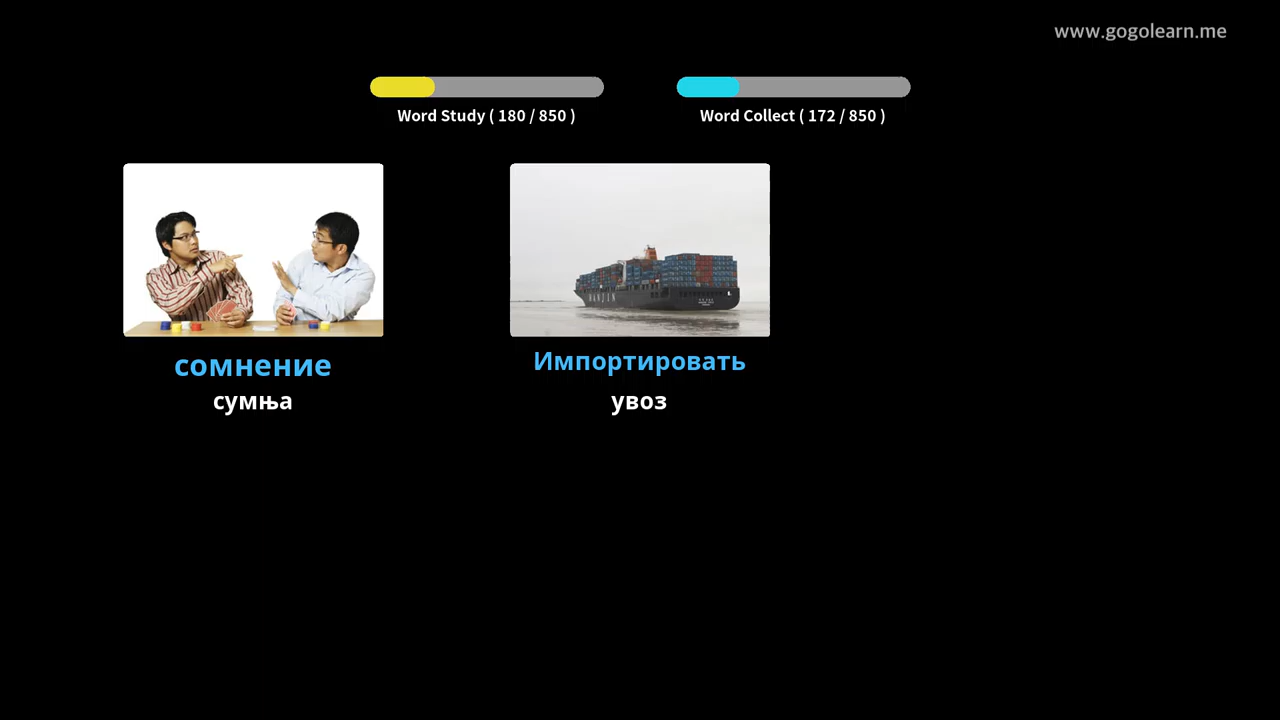 www.gogolearn.me
Word Study ( 180 / 850 )
Word Collect ( 172 / 850 )
сомнение
сумња
Импортировать
увоз